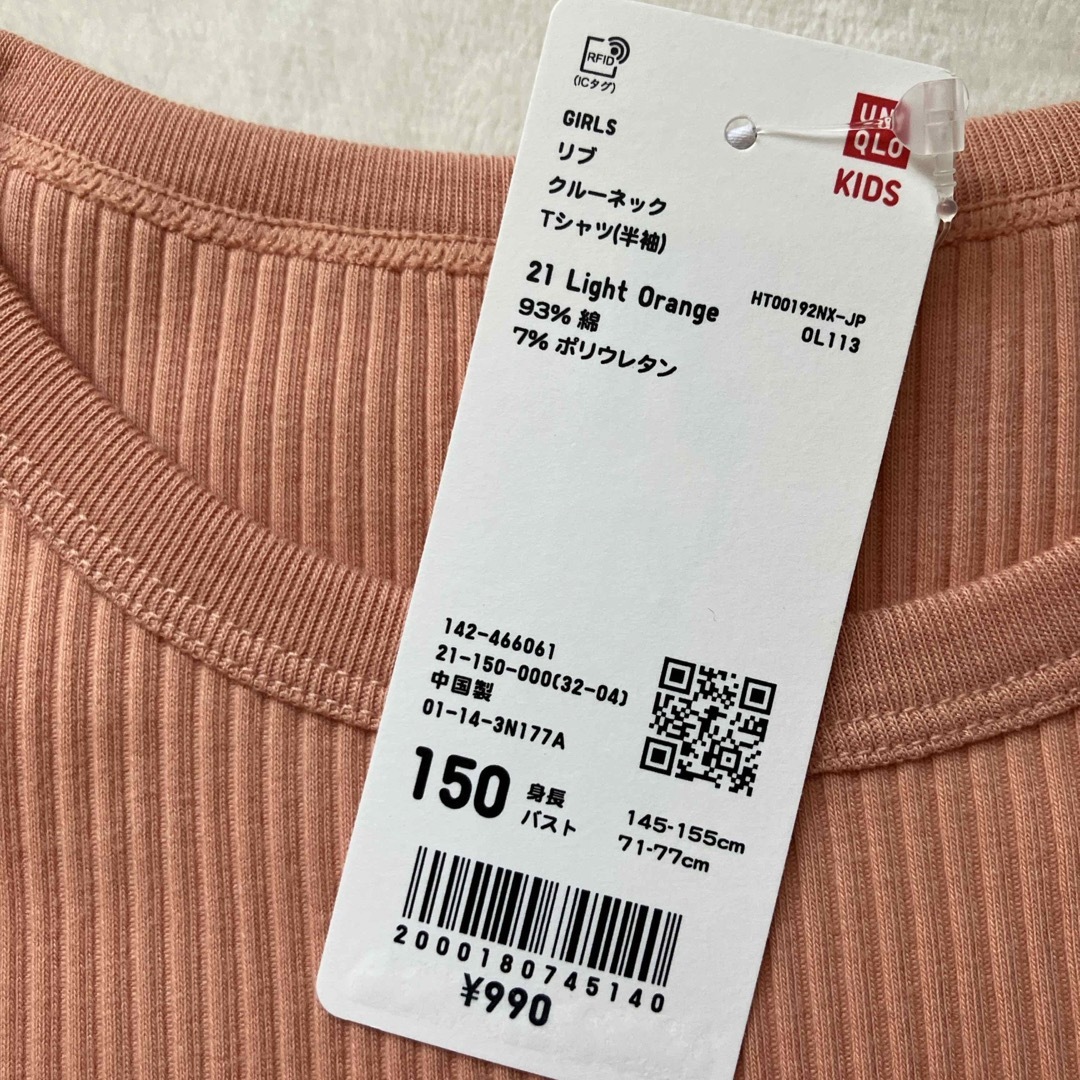 RFID
(ICタグ)
GIRLS
リブ
クルーネック
Tシャツ(半袖)
UNI
QLO
KIDS
21 Light Orange
93% 綿
7% ポリウレタン
HT00192NX-JP
OL113
142-466061
21-150-000(32-04)
中国製
01-14-3N177A
150
身長
バスト
145-155cm
71-77cm
2000180745140
¥990